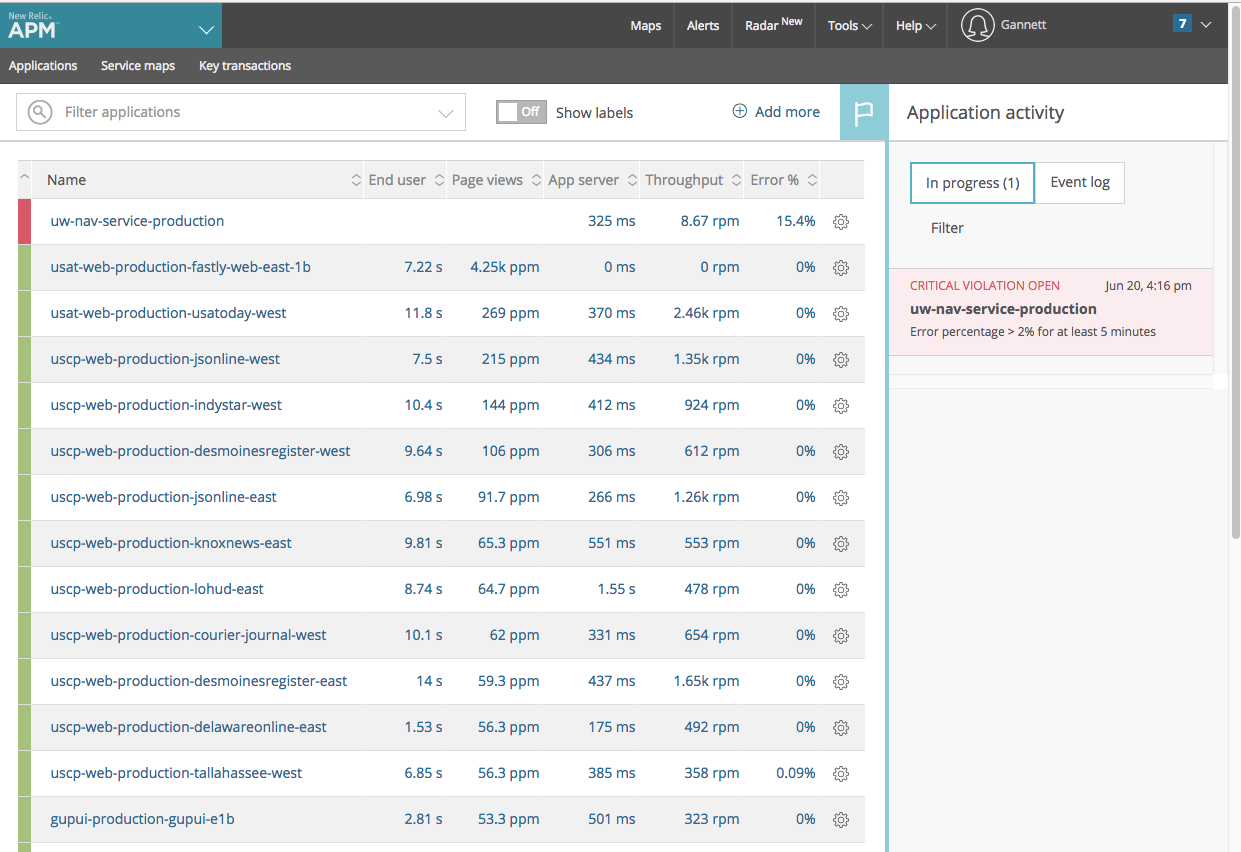 New Relic.
APM™
Maps Alerts Radar New Tools Help Gannett 7
Applications Service maps Key transactions
Filter applications Off Show labels Add more Application activity
Name End user Page views App server Throughput Error %
uw-nav-service-production 325 ms 8.67 rpm 15.4%
usat-web-production-fastly-web-east-1b 7.22 s 4.25k ppm 0 ms 0 rpm 0%
usat-web-production-usatoday-west 11.8 s 269 ppm 370 ms 2.46k rpm 0%
uscp-web-production-jsonline-west 7.5 s 215 ppm 434 ms 1.35k rpm 0%
uscp-web-production-indystar-west 10.4 s 144 ppm 412 ms 924 rpm 0%
uscp-web-production-desmoinesregister-west 9.64 s 106 ppm 306 ms 612 rpm 0%
uscp-web-production-jsonline-east 6.98 s 91.7 ppm 266 ms 1.26k rpm 0%
uscp-web-production-knoxnews-east 9.81 s 65.3 ppm 551 ms 553 rpm 0%
uscp-web-production-lohud-east 8.74 s 64.7 ppm 1.55 s 478 rpm 0%
uscp-web-production-courier-journal-west 10.1 s 62 ppm 331 ms 654 rpm 0%
uscp-web-production-desmoinesregister-east 14 s 59.3 ppm 437 ms 1.65k rpm 0%
uscp-web-production-delawareonline-east 1.53 s 56.3 ppm 175 ms 492 rpm 0%
uscp-web-production-tallahassee-west 6.85 s 56.3 ppm 385 ms 358 rpm 0.09%
gupui-production-gupui-e1b 2.81 s 53.3 ppm 501 ms 323 rpm 0%
In progress (1) Event log
Filter
CRITICAL VIOLATION OPEN Jun 20, 4:16 pm
uw-nav-service-production
Error percentage > 2% for at least 5 minutes